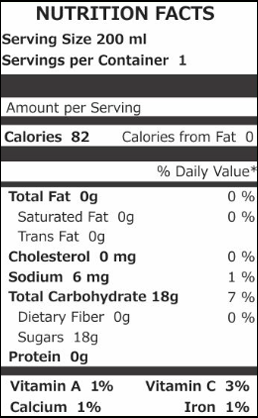 NUTRITION FACTS
Serving Size 200 ml
Servings per Container 1
Amount per Serving
Calories 82 Calories from Fat 0
% Daily Value*
Total Fat 0g 0 %
Saturated Fat 0g 0 %
Trans Fat 0g
Cholesterol 0 mg 0 %
Sodium 6 mg 1 %
Total Carbohydrate 18g 7 %
Dietary Fiber 0g 0 %
Sugars 18g
Protein 0g
Vitamin A 1% Vitamin C 3%
Calcium 1% Iron 1%